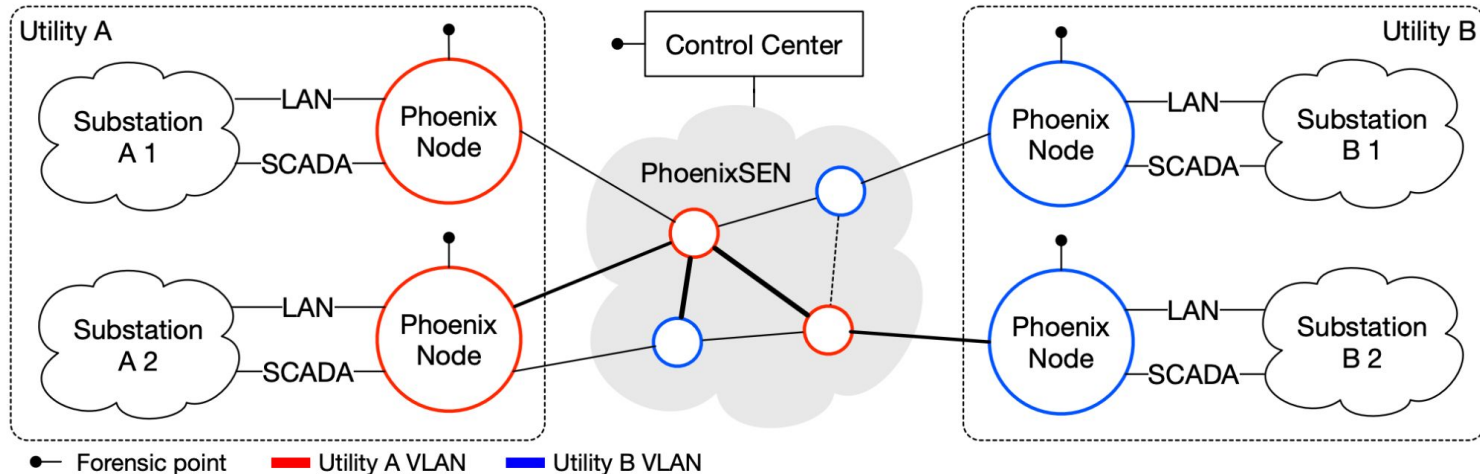 Utility A
Substation
A 1
LAN
SCADA
Phoenix
Node
Substation
A 2
LAN
SCADA
Phoenix
Node
Control Center
PhoenixSEN
Utility B
Phoenix
Node
LAN
SCADA
Substation
B 1
Phoenix
Node
LAN
SCADA
Substation
B 2
Forensic point
Utility A VLAN
Utility B VLAN